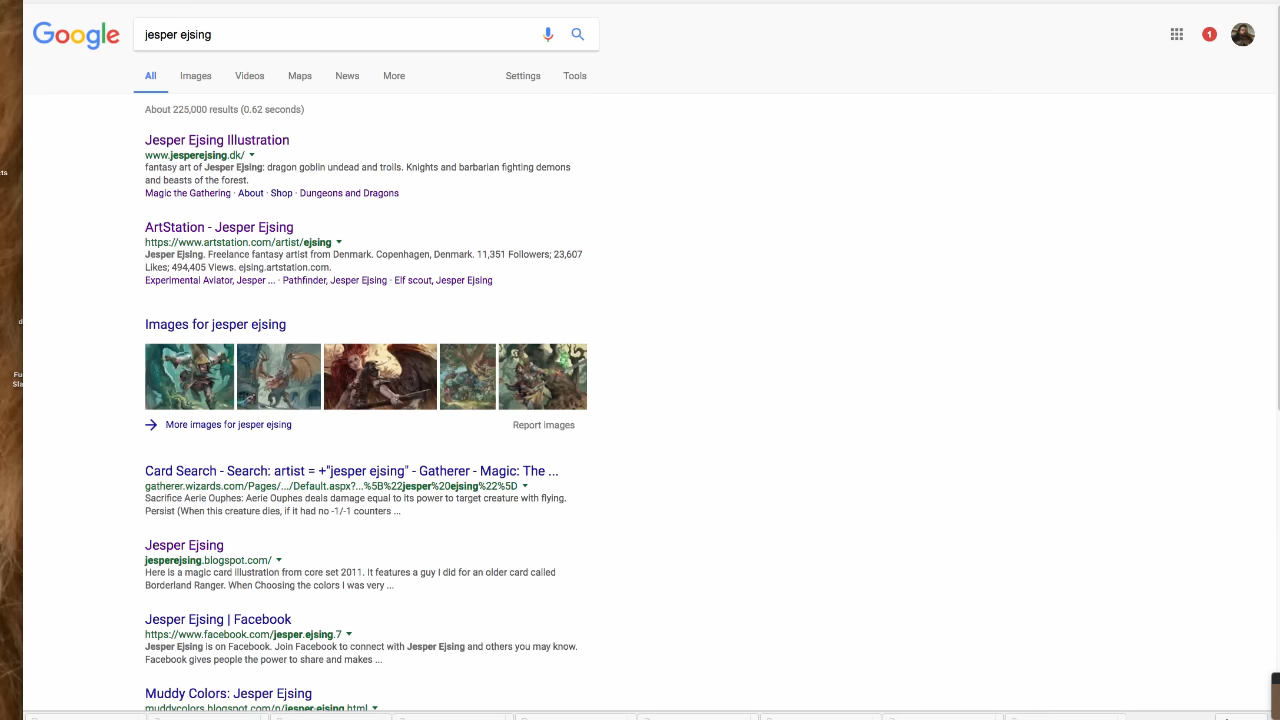 Google
jesper ejsing
1
All Images Videos Maps News More Settings Tools
About 225,000 results (0.62 seconds)
Jesper Ejsing Illustration
www.jesperejsing.dk/
fantasy art of Jesper Ejsing: dragon goblin undead and trolls. Knights and barbarian fighting demons
and beasts of the forest.
Magic the Gathering · About · Shop · Dungeons and Dragons
ArtStation - Jesper Ejsing
https://www.artstation.com/artist/ejsing
Jesper Ejsing. Freelance fantasy artist from Denmark. Copenhagen, Denmark. 11,351 Followers; 23,607
Likes; 494,405 Views. ejsing.artstation.com.
Experimental Aviator, Jesper ... · Pathfinder, Jesper Ejsing · Elf scout, Jesper Ejsing
Images for jesper ejsing
More images for jesper ejsing
Report images
Card Search - Search: artist = +"jesper ejsing" - Gatherer - Magic: The ...
gatherer.wizards.com/Pages/.../Default.aspx?...%5B%22jesper%20ejsing%22%5D
Sacrifice Aerie Ouphes: Aerie Ouphes deals damage equal to its power to target creature with flying.
Persist (When this creature dies, if it had no -1/-1 counters ...
Jesper Ejsing
jesperejsing.blogspot.com/
Here is a magic card illustration from core set 2011. It features a guy I did for an older card called
Borderland Ranger. When Choosing the colors I was very ...
Jesper Ejsing | Facebook
https://www.facebook.com/jesper.ejsing.7
Jesper Ejsing is on Facebook. Join Facebook to connect with Jesper Ejsing and others you may know.
Facebook gives people the power to share and makes ...
Muddy Colors: Jesper Ejsing
muddycolors.blogspot.com/p/jesper-ejsing.html